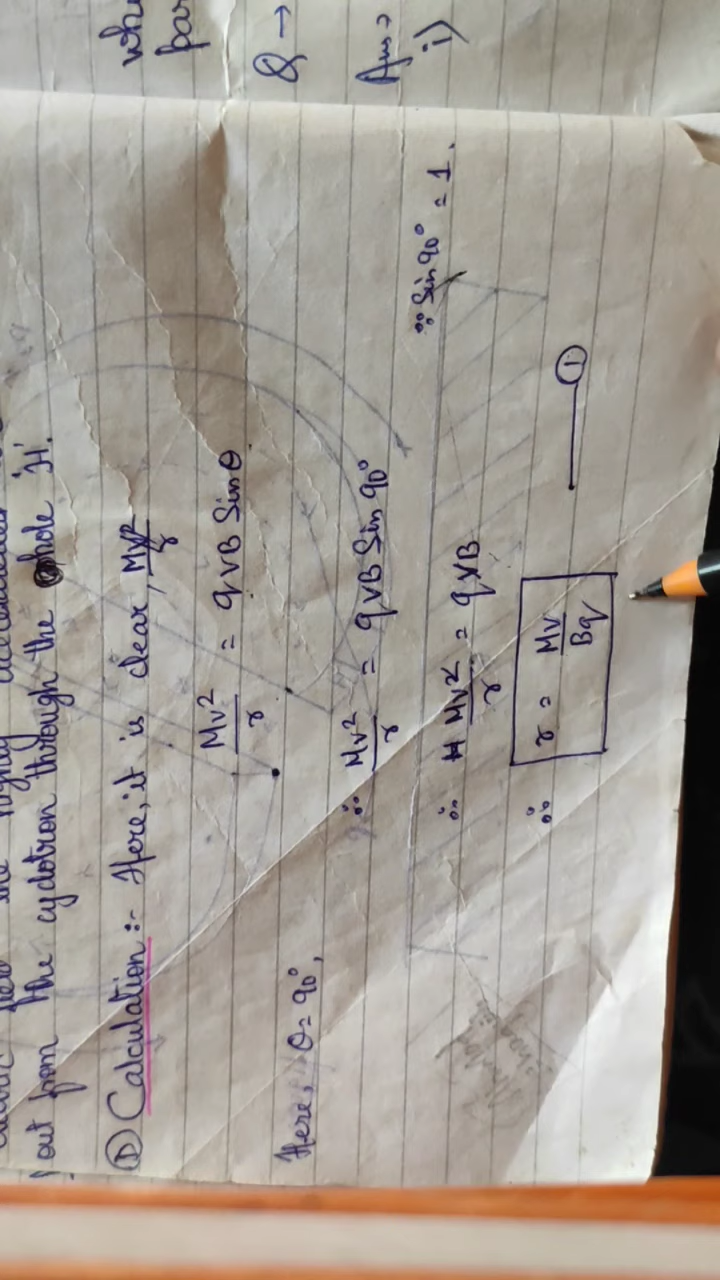 out from the cyclotron through the hole 'H'.
Ⓓ Calculation :- Here, it is clear, Mv²/r
Mv²/r = qVB Sinθ
Here, θ = 90°,
∴ Mv²/r = qVB Sin 90°
∴ Mv²/r = qVB ∵ Sin 90° = 1.
∴ r = Mv/Bq — ①
Q →
Ans →
i)